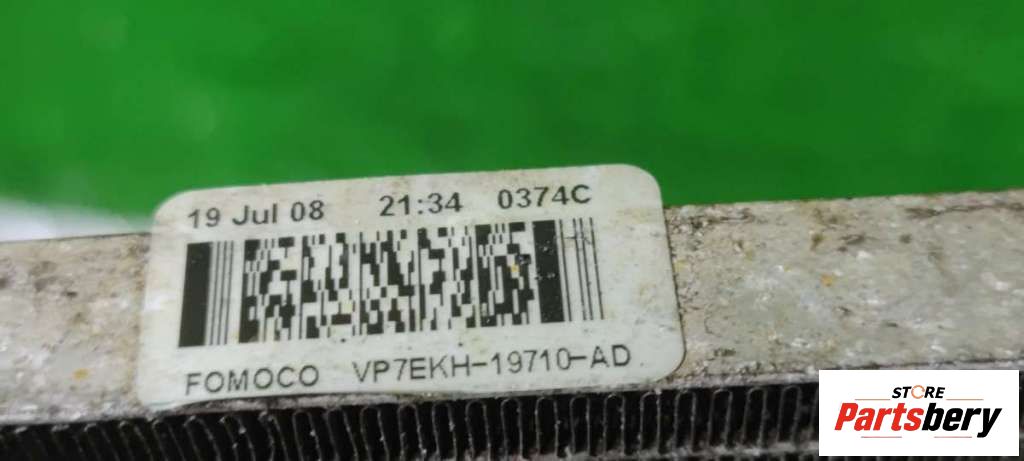 19 Jul 08 21:34 0374C
FOMOCO VP7EKH-19710-AD
STORE
Partsbery